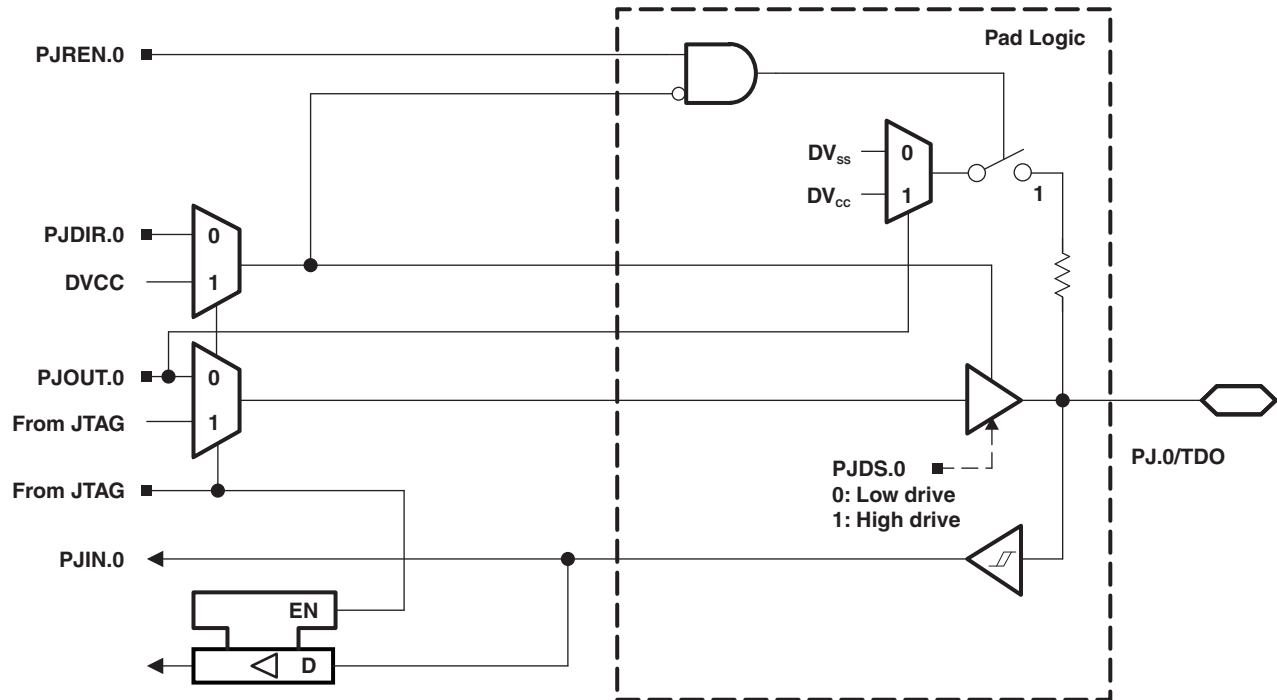 Pad Logic
PJREN.0
DVss
0
DVcc
1
1
PJDIR.0
0
DVCC
1
PJOUT.0
0
From JTAG
1
PJ.0/TDO
PJDS.0
0: Low drive
1: High drive
From JTAG
PJIN.0
EN
D